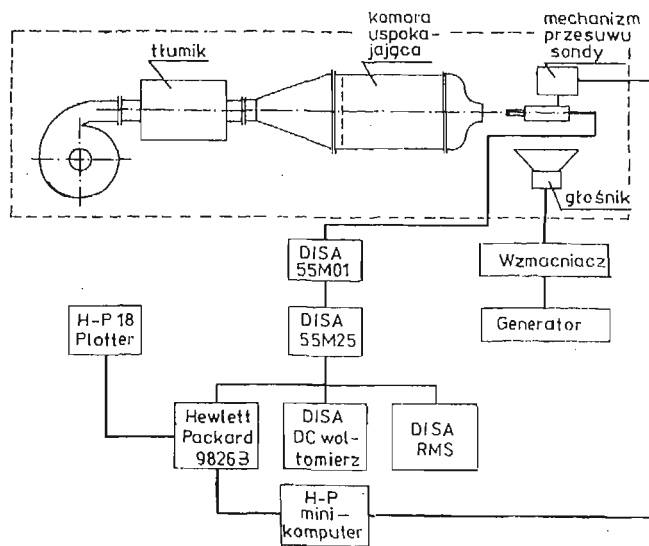 komora
uspoka-
jająca
mechanizm
przesuwu
sondy
tłumik
głośnik
DISA
55M01
Wzmacniacz
H-P 18
Plotter
DISA
55M25
Generator
Hewlett
Packard
9826B
DISA
DC wol-
tomierz
DISA
RMS
H-P
mini-
komputer